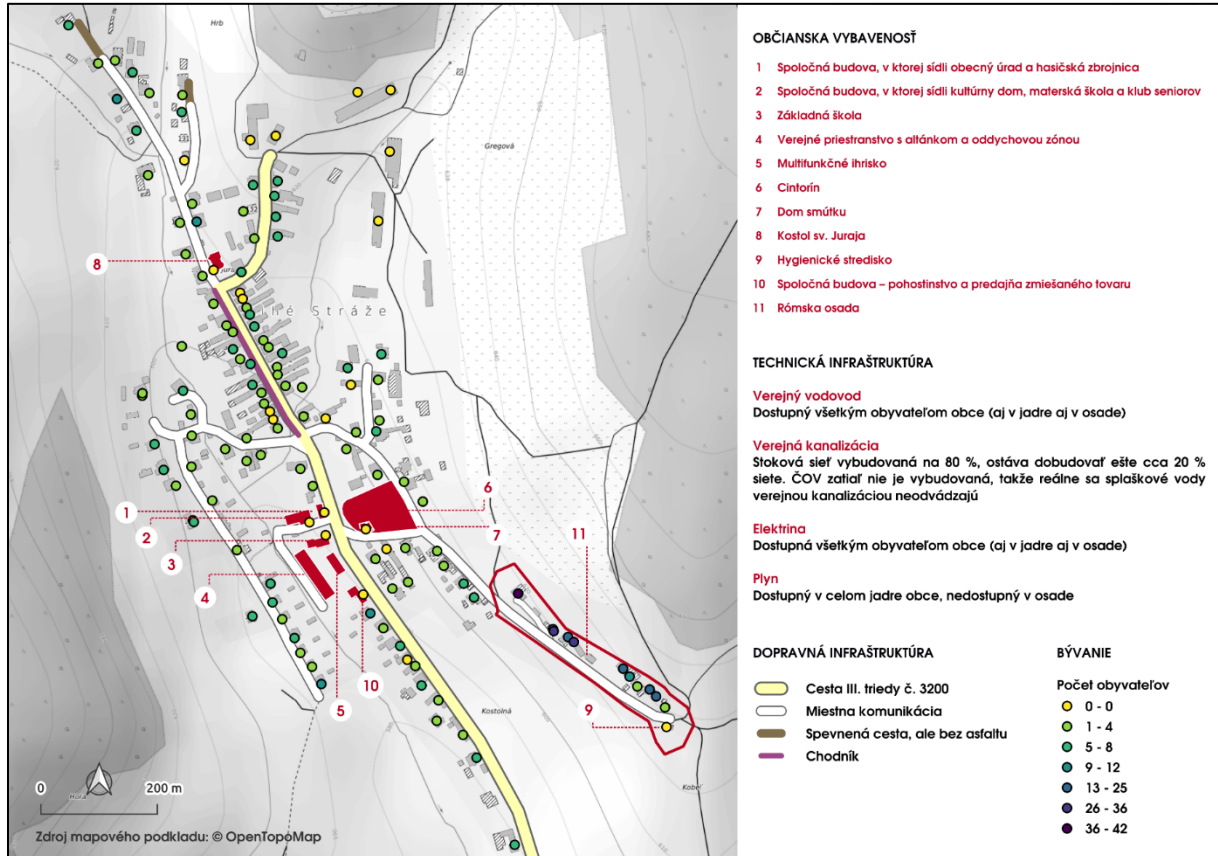 Hrb
Gregová
Jura
lné Stráže
8
6
1
2
7
3
11
4
5
10
9
Kostolná
Kobeľ
Hora
0 200 m
Zdroj mapového podkladu: © OpenTopoMap
OBČIANSKA VYBAVENOSŤ
1 Spoločná budova, v ktorej sídli obecný úrad a hasičská zbrojnica
2 Spoločná budova, v ktorej sídli kultúrny dom, materská škola a klub seniorov
3 Základná škola
4 Verejné priestranstvo s altánkom a oddychovou zónou
5 Multifunkčné ihrisko
6 Cintorín
7 Dom smútku
8 Kostol sv. Juraja
9 Hygienické stredisko
10 Spoločná budova – pohostinstvo a predajňa zmiešaného tovaru
11 Rómska osada
TECHNICKÁ INFRAŠTRUKTÚRA
Verejný vodovod
Dostupný všetkým obyvateľom obce (aj v jadre aj v osade)
Verejná kanalizácia
Stoková sieť vybudovaná na 80 %, ostáva dobudovať ešte cca 20 %
siete. ČOV zatiaľ nie je vybudovaná, takže reálne sa splaškové vody
verejnou kanalizáciou neodvádzajú
Elektrina
Dostupná všetkým obyvateľom obce (aj v jadre aj v osade)
Plyn
Dostupný v celom jadre obce, nedostupný v osade
DOPRAVNÁ INFRAŠTRUKTÚRA
Cesta III. triedy č. 3200
Miestna komunikácia
Spevnená cesta, ale bez asfaltu
Chodník
BÝVANIE
Počet obyvateľov
0 - 0
1 - 4
5 - 8
9 - 12
13 - 25
26 - 36
36 - 42